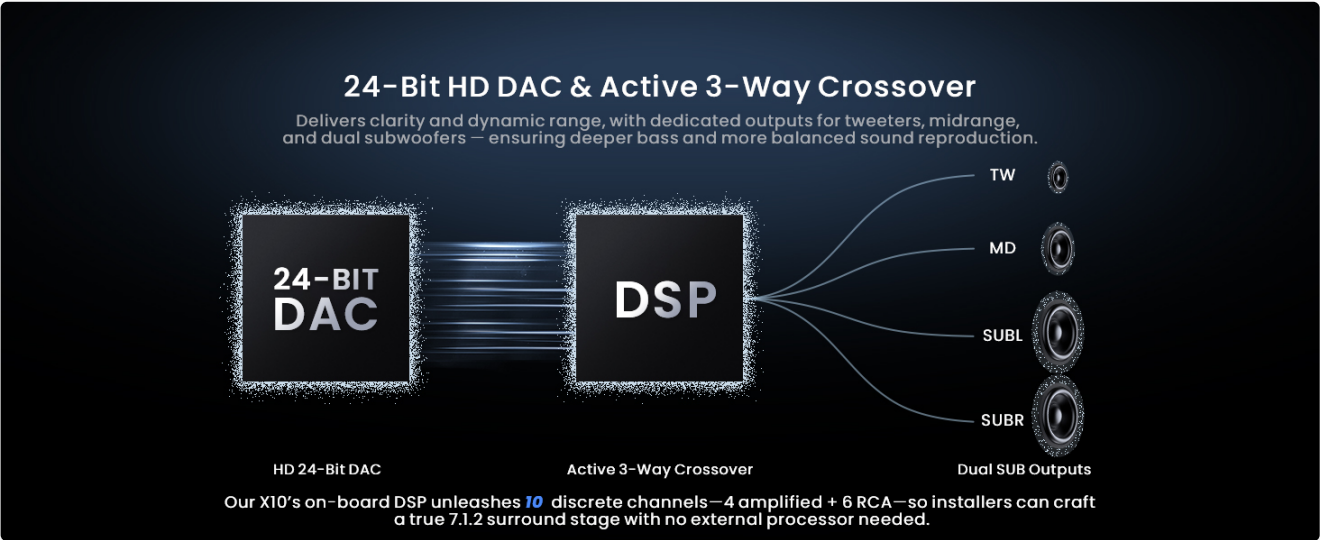 24-Bit HD DAC & Active 3-Way Crossover
Delivers clarity and dynamic range, with dedicated outputs for tweeters, midrange,
and dual subwoofers — ensuring deeper bass and more balanced sound reproduction.
TW
MD
24-BIT
DAC
DSP
SUBL
SUBR
HD 24-Bit DAC
Active 3-Way Crossover
Dual SUB Outputs
Our X10’s on-board DSP unleashes 10 discrete channels—4 amplified + 6 RCA—so installers can craft
a true 7.1.2 surround stage with no external processor needed.